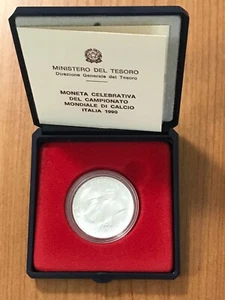 MINISTERO DEL TESORO
Direzione Generale del Tesoro
MONETA CELEBRATIVA
DEL CAMPIONATO
MONDIALE DI CALCIO
ITALIA 1990